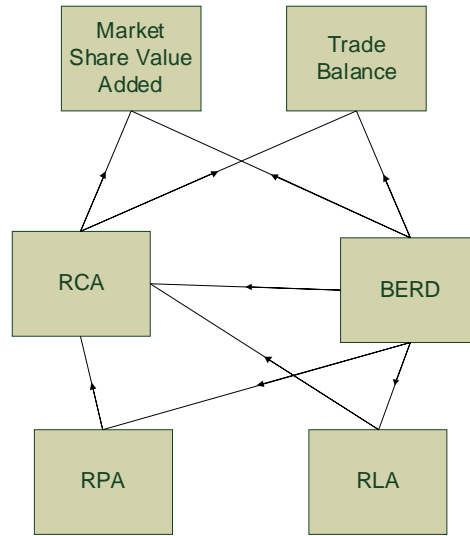 Market
Share Value
Added
Trade
Balance
RCA
BERD
RPA
RLA